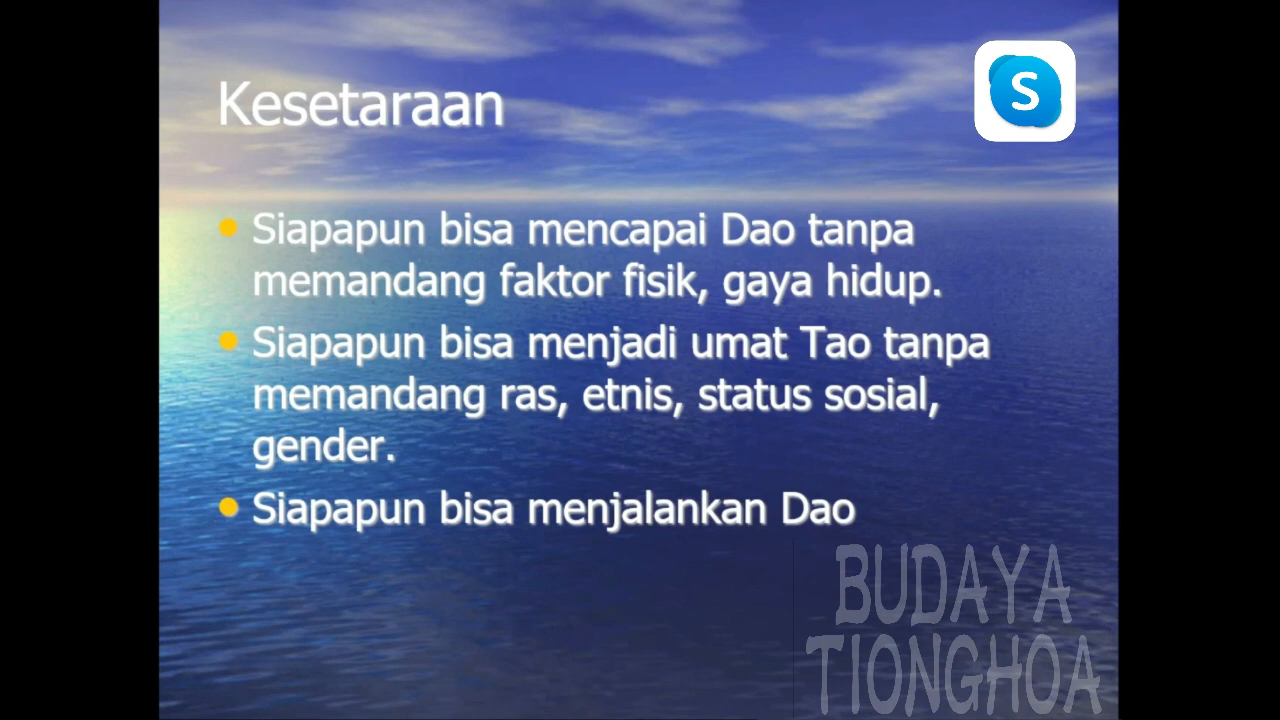 Kesetaraan
S
Siapapun bisa mencapai Dao tanpa
memandang faktor fisik, gaya hidup.
Siapapun bisa menjadi umat Tao tanpa
memandang ras, etnis, status sosial,
gender.
Siapapun bisa menjalankan Dao
BUDAYA
TIONGHOA